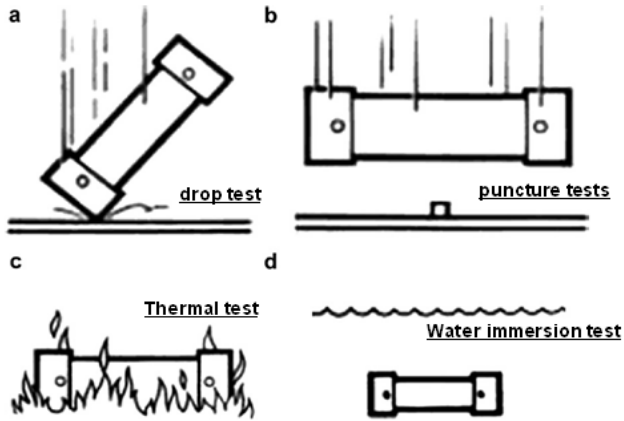 a
b
drop test
puncture tests
c
d
Thermal test
Water immersion test